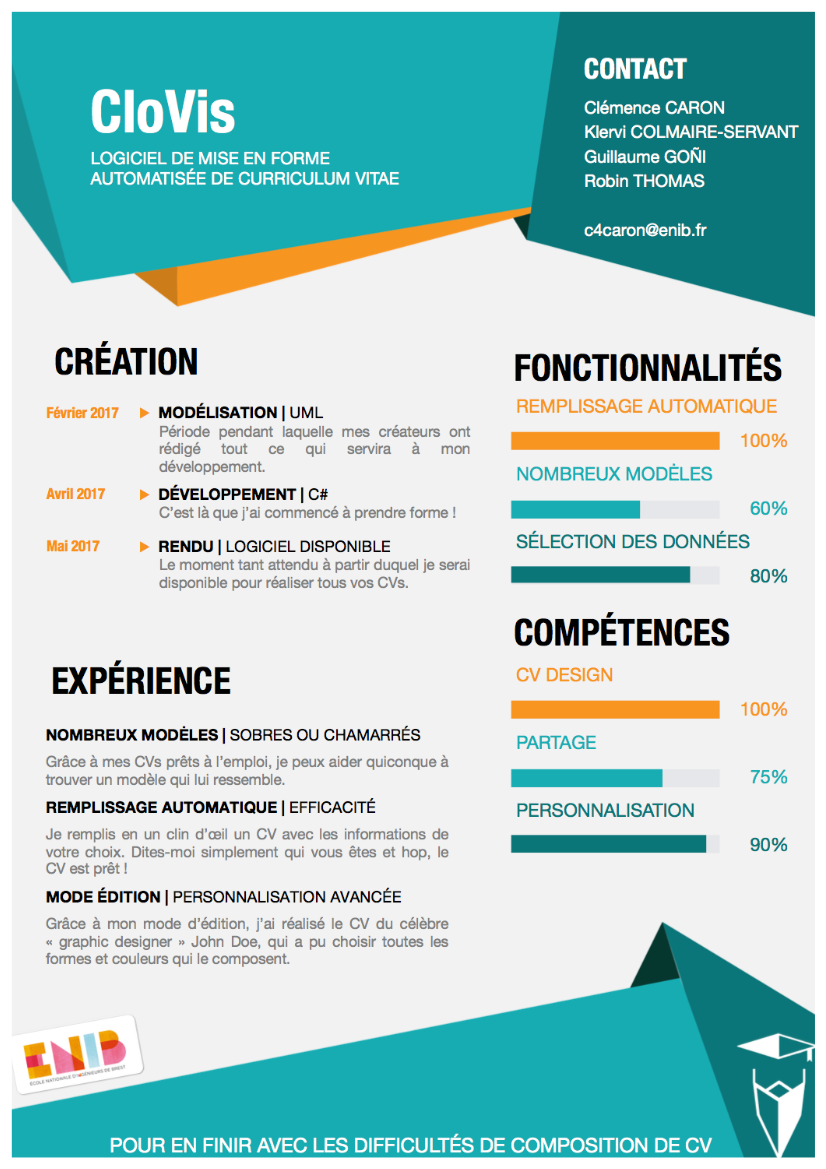 CloVis
LOGICIEL DE MISE EN FORME
AUTOMATISÉE DE CURRICULUM VITAE
CONTACT
Clémence CARON
Klervi COLMAIRE-SERVANT
Guillaume GOÑI
Robin THOMAS
c4caron@enib.fr
CRÉATION
Février 2017 MODÉLISATION | UML
Période pendant laquelle mes créateurs ont
rédigé tout ce qui servira à mon
développement.
Avril 2017 DÉVELOPPEMENT | C#
C’est là que j’ai commencé à prendre forme !
Mai 2017 RENDU | LOGICIEL DISPONIBLE
Le moment tant attendu à partir duquel je serai
disponible pour réaliser tous vos CVs.
EXPÉRIENCE
NOMBREUX MODÈLES | SOBRES OU CHAMARRÉS
Grâce à mes CVs prêts à l’emploi, je peux aider quiconque à
trouver un modèle qui lui ressemble.
REMPLISSAGE AUTOMATIQUE | EFFICACITÉ
Je remplis en un clin d’œil un CV avec les informations de
votre choix. Dites-moi simplement qui vous êtes et hop, le
CV est prêt !
MODE ÉDITION | PERSONNALISATION AVANCÉE
Grâce à mon mode d’édition, j’ai réalisé le CV du célèbre
« graphic designer » John Doe, qui a pu choisir toutes les
formes et couleurs qui le composent.
FONCTIONNALITÉS
REMPLISSAGE AUTOMATIQUE
100%
NOMBREUX MODÈLES
60%
SÉLECTION DES DONNÉES
80%
COMPÉTENCES
CV DESIGN
100%
PARTAGE
75%
PERSONNALISATION
90%
ENIB
ÉCOLE NATIONALE D'INGÉNIEURS DE BREST
POUR EN FINIR AVEC LES DIFFICULTÉS DE COMPOSITION DE CV